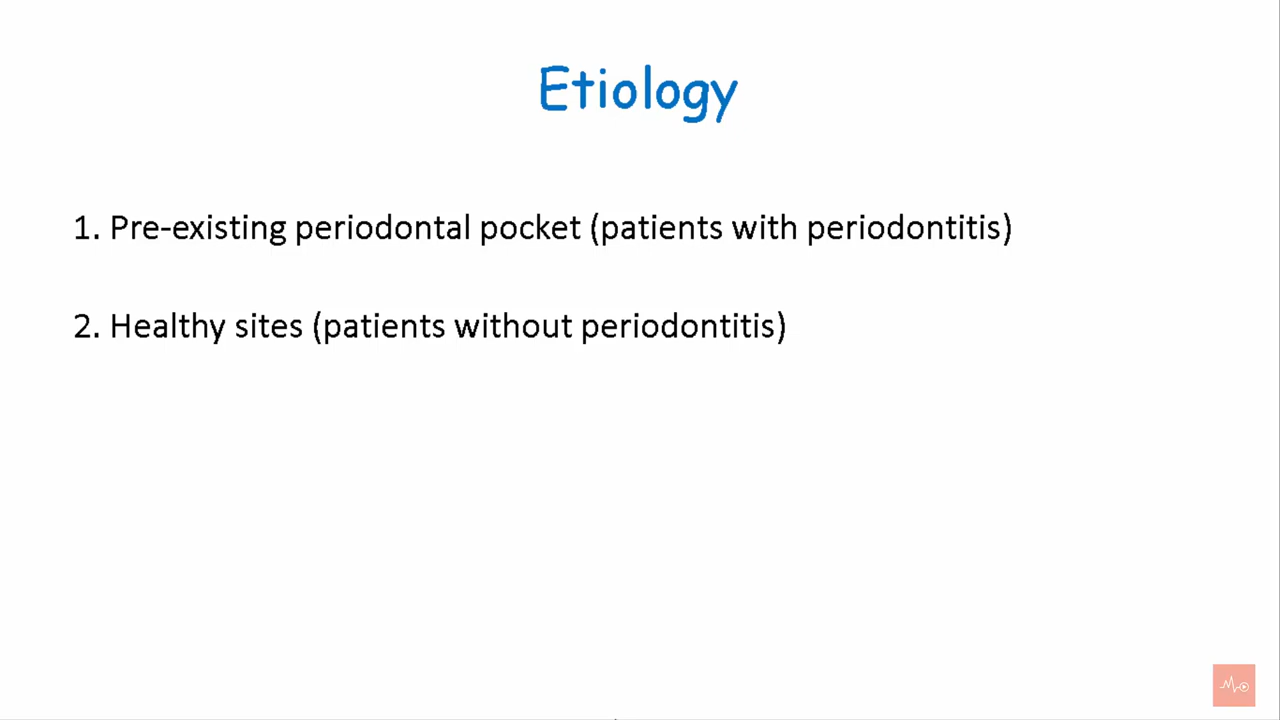 Etiology
1. Pre-existing periodontal pocket (patients with periodontitis)
2. Healthy sites (patients without periodontitis)